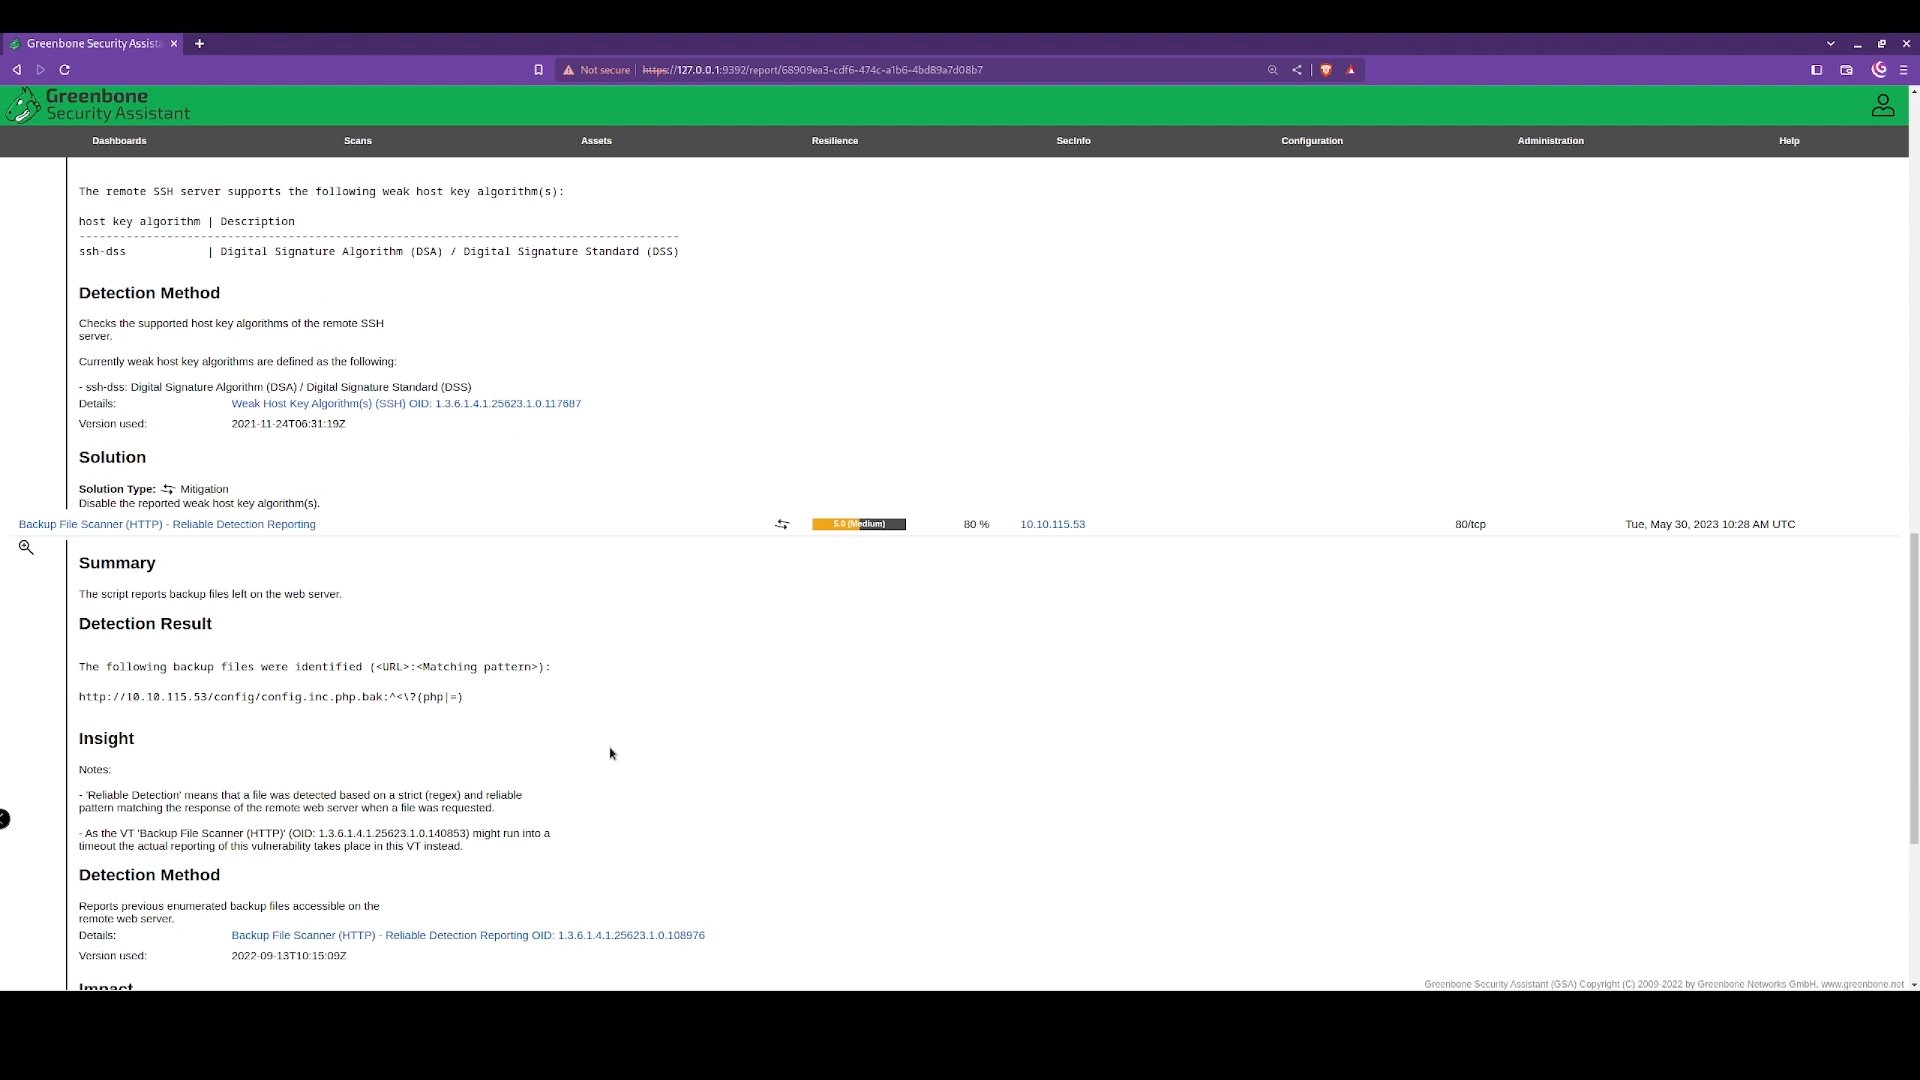 Greenbone Security Assista
Not secure
https://127.0.0.1:9392/report/68909ea3-cdf6-474c-a1b6-4bd89a7d08b7
Greenbone
Security Assistant
Dashboards Scans Assets Resilience SecInfo Configuration Administration Help
The remote SSH server supports the following weak host key algorithm(s):
host key algorithm | Description
-----------------------------------------------------------------------------------------
ssh-dss | Digital Signature Algorithm (DSA) / Digital Signature Standard (DSS)
Detection Method
Checks the supported host key algorithms of the remote SSH
server.
Currently weak host key algorithms are defined as the following:
- ssh-dss: Digital Signature Algorithm (DSA) / Digital Signature Standard (DSS)
Details: Weak Host Key Algorithm(s) (SSH) OID: 1.3.6.1.4.1.25623.1.0.117687
Version used: 2021-11-24T06:31:19Z
Solution
Solution Type: Mitigation
Disable the reported weak host key algorithm(s).
Backup File Scanner (HTTP) - Reliable Detection Reporting 5.0 (Medium) 80 % 10.10.115.53 80/tcp Tue, May 30, 2023 10:28 AM UTC
Summary
The script reports backup files left on the web server.
Detection Result
The following backup files were identified (<URL>:<Matching pattern>):
http://10.10.115.53/config/config.inc.php.bak:^<\?(php|=)
Insight
Notes:
- 'Reliable Detection' means that a file was detected based on a strict (regex) and reliable
pattern matching the response of the remote web server when a file was requested.
- As the VT 'Backup File Scanner (HTTP)' (OID: 1.3.6.1.4.1.25623.1.0.140853) might run into a
timeout the actual reporting of this vulnerability takes place in this VT instead.
Detection Method
Reports previous enumerated backup files accessible on the
remote web server.
Details: Backup File Scanner (HTTP) - Reliable Detection Reporting OID: 1.3.6.1.4.1.25623.1.0.108976
Version used: 2022-09-13T10:15:09Z
Impact
Greenbone Security Assistant (GSA) Copyright (C) 2009-2022 by Greenbone Networks GmbH, www.greenbone.net